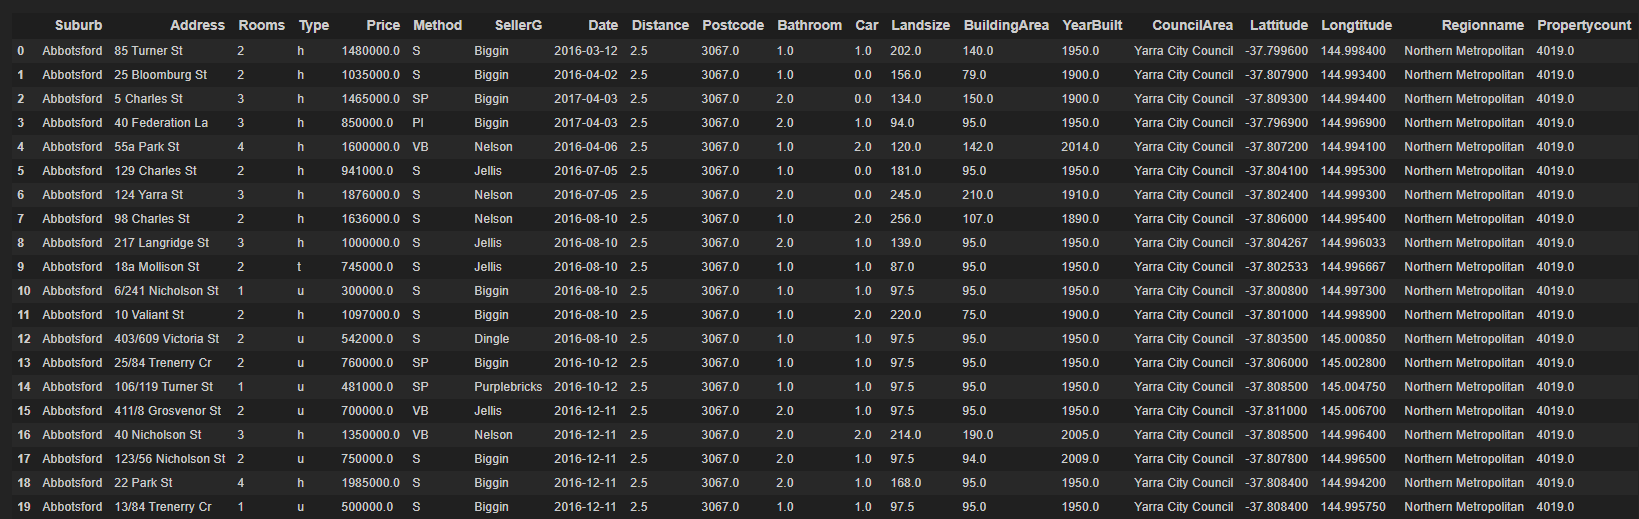 Suburb Address Rooms Type Price Method SellerG Date Distance Postcode Bathroom Car Landsize BuildingArea YearBuilt CouncilArea Lattitude Longtitude Regionname Propertycount
0 Abbotsford 85 Turner St 2 h 1480000.0 S Biggin 2016-03-12 2.5 3067.0 1.0 1.0 202.0 140.0 1950.0 Yarra City Council -37.799600 144.998400 Northern Metropolitan 4019.0
1 Abbotsford 25 Bloomburg St 2 h 1035000.0 S Biggin 2016-04-02 2.5 3067.0 1.0 0.0 156.0 79.0 1900.0 Yarra City Council -37.807900 144.993400 Northern Metropolitan 4019.0
2 Abbotsford 5 Charles St 3 h 1465000.0 SP Biggin 2017-04-03 2.5 3067.0 2.0 0.0 134.0 150.0 1900.0 Yarra City Council -37.809300 144.994400 Northern Metropolitan 4019.0
3 Abbotsford 40 Federation La 3 h 850000.0 PI Biggin 2017-04-03 2.5 3067.0 2.0 1.0 94.0 95.0 1950.0 Yarra City Council -37.796900 144.996900 Northern Metropolitan 4019.0
4 Abbotsford 55a Park St 4 h 1600000.0 VB Nelson 2016-04-06 2.5 3067.0 1.0 2.0 120.0 142.0 2014.0 Yarra City Council -37.807200 144.994100 Northern Metropolitan 4019.0
5 Abbotsford 129 Charles St 2 h 941000.0 S Jellis 2016-07-05 2.5 3067.0 1.0 0.0 181.0 95.0 1950.0 Yarra City Council -37.804100 144.995300 Northern Metropolitan 4019.0
6 Abbotsford 124 Yarra St 3 h 1876000.0 S Nelson 2016-07-05 2.5 3067.0 2.0 0.0 245.0 210.0 1910.0 Yarra City Council -37.802400 144.999300 Northern Metropolitan 4019.0
7 Abbotsford 98 Charles St 2 h 1636000.0 S Nelson 2016-08-10 2.5 3067.0 1.0 2.0 256.0 107.0 1890.0 Yarra City Council -37.806000 144.995400 Northern Metropolitan 4019.0
8 Abbotsford 217 Langridge St 3 h 1000000.0 S Jellis 2016-08-10 2.5 3067.0 2.0 1.0 139.0 95.0 1950.0 Yarra City Council -37.804267 144.996033 Northern Metropolitan 4019.0
9 Abbotsford 18a Mollison St 2 t 745000.0 S Jellis 2016-08-10 2.5 3067.0 1.0 1.0 87.0 95.0 1950.0 Yarra City Council -37.802533 144.996667 Northern Metropolitan 4019.0
10 Abbotsford 6/241 Nicholson St 1 u 300000.0 S Biggin 2016-08-10 2.5 3067.0 1.0 1.0 97.5 95.0 1950.0 Yarra City Council -37.800800 144.997300 Northern Metropolitan 4019.0
11 Abbotsford 10 Valiant St 2 h 1097000.0 S Biggin 2016-08-10 2.5 3067.0 1.0 2.0 220.0 75.0 1900.0 Yarra City Council -37.801000 144.998900 Northern Metropolitan 4019.0
12 Abbotsford 403/609 Victoria St 2 u 542000.0 S Dingle 2016-08-10 2.5 3067.0 1.0 1.0 97.5 95.0 1950.0 Yarra City Council -37.803500 145.000850 Northern Metropolitan 4019.0
13 Abbotsford 25/84 Trenerry Cr 2 u 760000.0 SP Biggin 2016-10-12 2.5 3067.0 2.0 1.0 97.5 95.0 1950.0 Yarra City Council -37.806000 145.002800 Northern Metropolitan 4019.0
14 Abbotsford 106/119 Turner St 1 u 481000.0 SP Purplebricks 2016-10-12 2.5 3067.0 1.0 1.0 97.5 95.0 1950.0 Yarra City Council -37.808500 145.004750 Northern Metropolitan 4019.0
15 Abbotsford 411/8 Grosvenor St 2 u 700000.0 VB Jellis 2016-12-11 2.5 3067.0 2.0 1.0 97.5 95.0 1950.0 Yarra City Council -37.811000 145.006700 Northern Metropolitan 4019.0
16 Abbotsford 40 Nicholson St 3 h 1350000.0 VB Nelson 2016-12-11 2.5 3067.0 2.0 2.0 214.0 190.0 2005.0 Yarra City Council -37.808500 144.996400 Northern Metropolitan 4019.0
17 Abbotsford 123/56 Nicholson St 2 u 750000.0 S Biggin 2016-12-11 2.5 3067.0 2.0 1.0 97.5 94.0 2009.0 Yarra City Council -37.807800 144.996500 Northern Metropolitan 4019.0
18 Abbotsford 22 Park St 4 h 1985000.0 S Biggin 2016-12-11 2.5 3067.0 2.0 1.0 168.0 95.0 1950.0 Yarra City Council -37.808400 144.994200 Northern Metropolitan 4019.0
19 Abbotsford 13/84 Trenerry Cr 1 u 500000.0 S Biggin 2016-12-11 2.5 3067.0 1.0 1.0 97.5 95.0 1950.0 Yarra City Council -37.808400 144.995750 Northern Metropolitan 4019.0